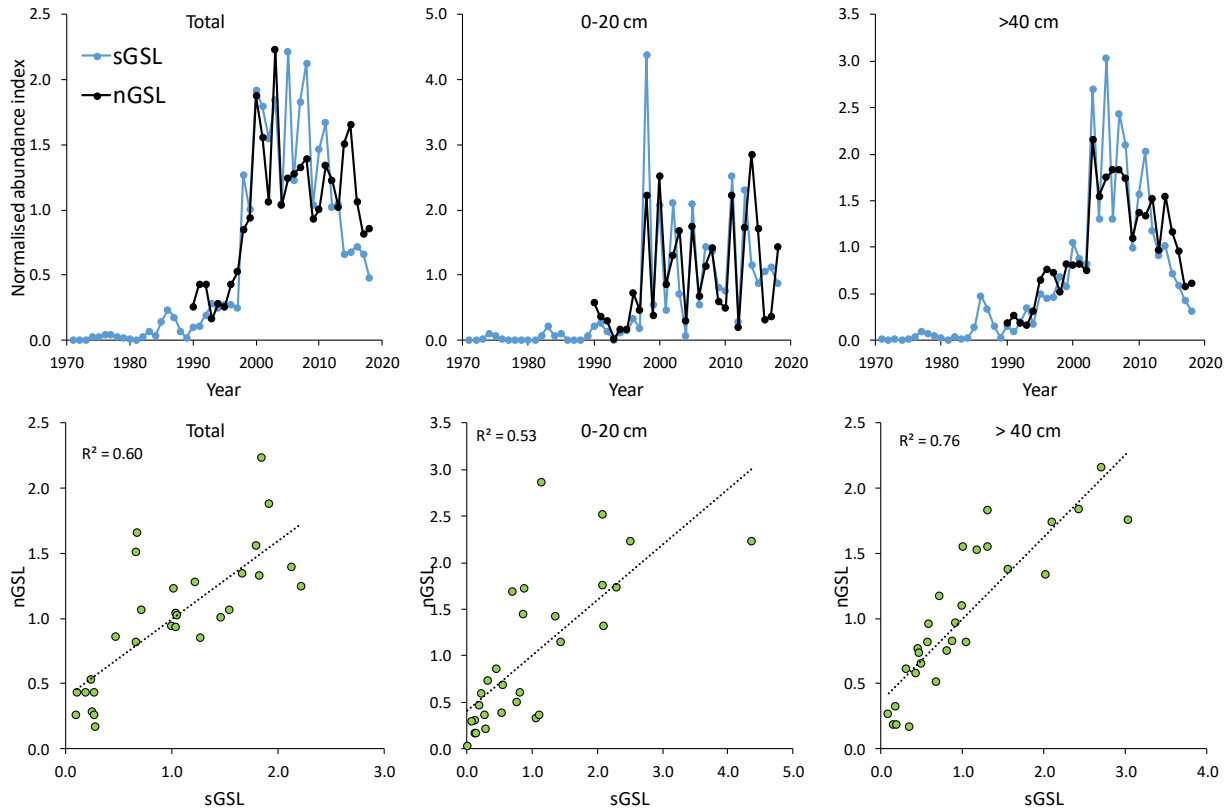 Total
0-20 cm
>40 cm
sGSL
nGSL
Normalised abundance index
2.5
2.0
1.5
1.0
0.5
0.0
1970 1980 1990 2000 2010 2020
Year
5.0
4.0
3.0
2.0
1.0
0.0
1970 1980 1990 2000 2010 2020
Year
3.5
3.0
2.5
2.0
1.5
1.0
0.5
0.0
1970 1980 1990 2000 2010 2020
Year
Total
R² = 0.60
nGSL
2.5
2.0
1.5
1.0
0.5
0.0
0.0 1.0 2.0 3.0
sGSL
0-20 cm
R² = 0.53
nGSL
3.5
3.0
2.5
2.0
1.5
1.0
0.5
0.0
0.0 1.0 2.0 3.0 4.0 5.0
sGSL
> 40 cm
R² = 0.76
nGSL
2.5
2.0
1.5
1.0
0.5
0.0
0.0 1.0 2.0 3.0 4.0
sGSL